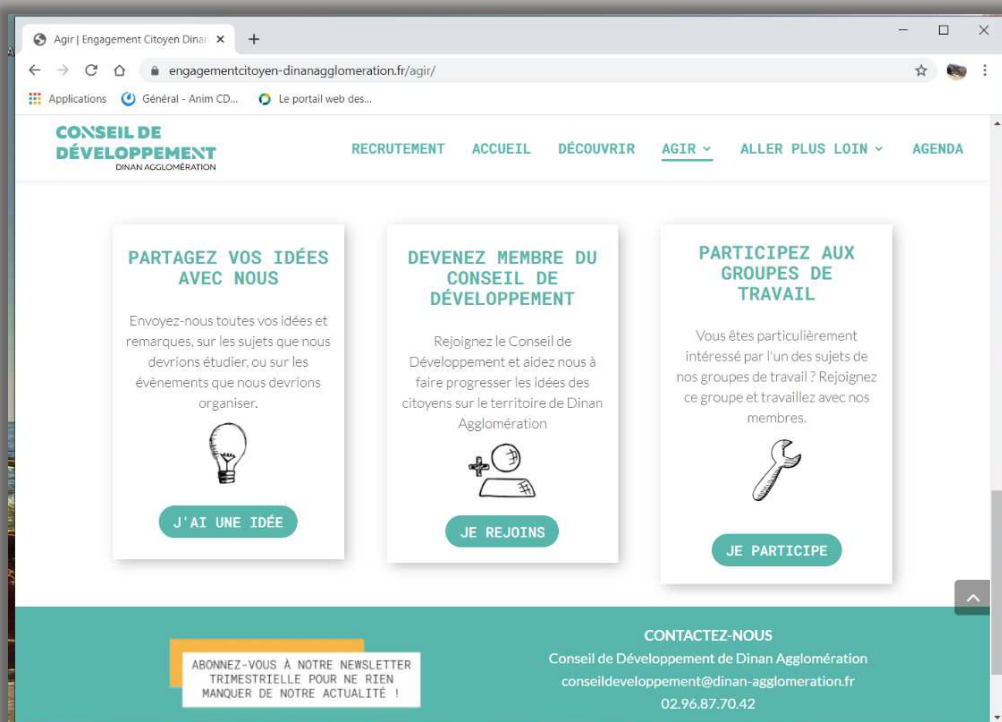 Agir | Engagement Citoyen Dinan
engagementcitoyen-dinanagglomeration.fr/agir/
Applications
Général - Anim CD...
Le portail web des...
CONSEIL DE
DÉVELOPPEMENT
DINAN AGGLOMÉRATION
RECRUTEMENT ACCUEIL DÉCOUVRIR AGIR ALLER PLUS LOIN AGENDA
PARTAGEZ VOS IDÉES
AVEC NOUS
Envoyez-nous toutes vos idées et
remarques, sur les sujets que nous
devrions étudier, ou sur les
évènements que nous devrions
organiser.
J'AI UNE IDÉE
DEVENEZ MEMBRE DU
CONSEIL DE
DÉVELOPPEMENT
Rejoignez le Conseil de
Développement et aidez nous à
faire progresser les idées des
citoyens sur le territoire de Dinan
Agglomération
JE REJOINS
PARTICIPEZ AUX
GROUPES DE
TRAVAIL
Vous êtes particulièrement
intéressé par l'un des sujets de
nos groupes de travail ? Rejoignez
ce groupe et travaillez avec nos
membres.
JE PARTICIPE
ABONNEZ-VOUS À NOTRE NEWSLETTER
TRIMESTRIELLE POUR NE RIEN
MANQUER DE NOTRE ACTUALITÉ !
CONTACTEZ-NOUS
Conseil de Développement de Dinan Agglomération
conseildeveloppement@dinan-agglomeration.fr
02.96.87.70.42